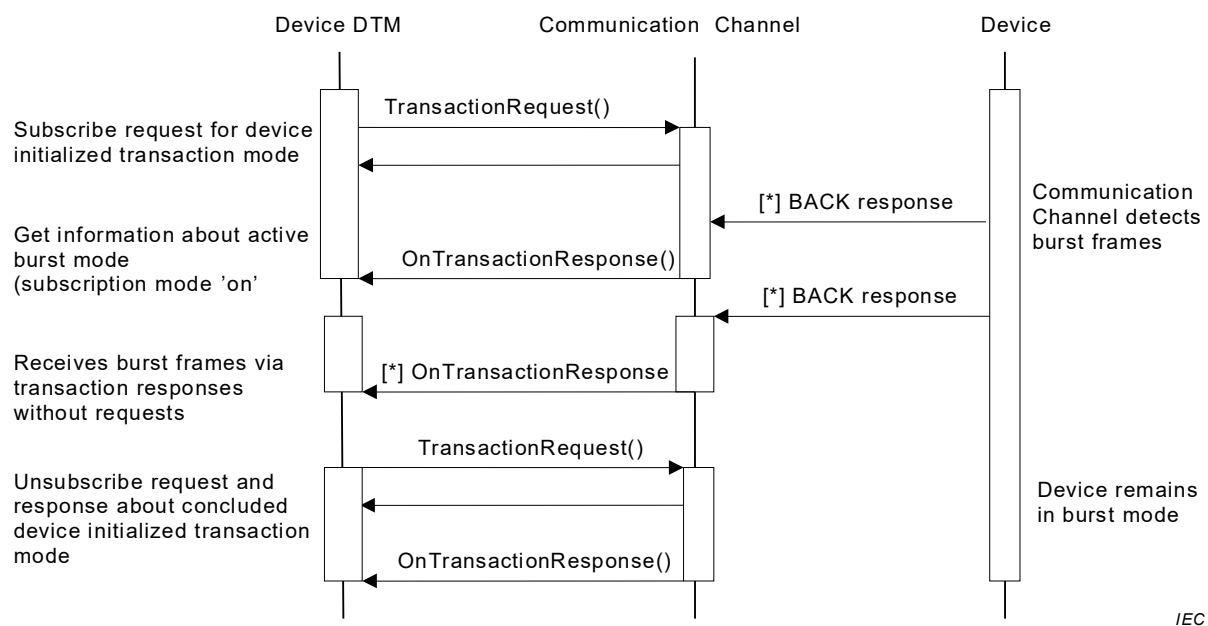 Device DTM
Communication Channel
Device
TransactionRequest()
Subscribe request for device
initialized transaction mode
[*] BACK response
Communication
Channel detects
burst frames
Get information about active
burst mode
(subscription mode ’on’
OnTransactionResponse()
[*] BACK response
Receives burst frames via
transaction responses
without requests
[*] OnTransactionResponse
TransactionRequest()
Unsubscribe request and
response about concluded
device initialized transaction
mode
Device remains
in burst mode
OnTransactionResponse()
IEC